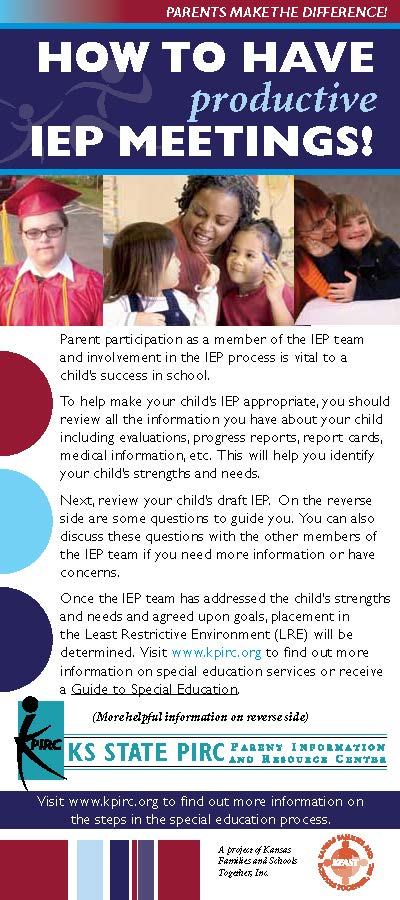 PARENTS MAKE THE DIFFERENCE!
HOW TO HAVE
productive
IEP MEETINGS!
Parent participation as a member of the IEP team
and involvement in the IEP process is vital to a
child's success in school.
To help make your child's IEP appropriate, you should
review all the information you have about your child
including evaluations, progress reports, report cards,
medical information, etc. This will help you identify
your child's strengths and needs.
Next, review your child's draft IEP. On the reverse
side are some questions to guide you. You can also
discuss these questions with the other members of
the IEP team if you need more information or have
concerns.
Once the IEP team has addressed the child's strengths
and needs and agreed upon goals, placement in
the Least Restrictive Environment (LRE) will be
determined. Visit www.kpirc.org to find out more
information on special education services or receive
a Guide to Special Education.
(More helpful information on reverse side)
KPIRC
KS STATE PIRC
PARENT INFORMATION
AND RESOURCE CENTER
Visit www.kpirc.org to find out more information on
the steps in the special education process.
A project of Kansas
Families and Schools
Together, Inc.
KANSAS FAMILIES AND
SCHOOLS TOGETHER
KFAST